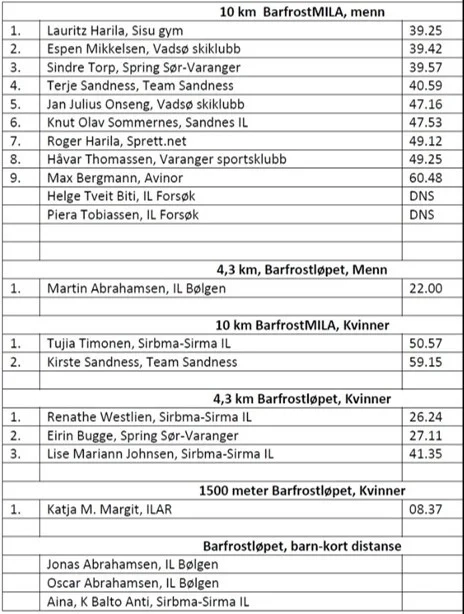 10 km BarfrostMILA, menn
1. Lauritz Harila, Sisu gym 39.25
2. Espen Mikkelsen, Vadsø skiklubb 39.42
3. Sindre Torp, Spring Sør-Varanger 39.57
4. Terje Sandness, Team Sandness 40.59
5. Jan Julius Onseng, Vadsø skiklubb 47.16
6. Knut Olav Sommernes, Sandnes IL 47.53
7. Roger Harila, Sprett.net 49.12
8. Håvar Thomassen, Varanger sportsklubb 49.25
9. Max Bergmann, Avinor 60.48
Helge Tveit Biti, IL Forsøk DNS
Piera Tobiassen, IL Forsøk DNS
4,3 km, Barfrostløpet, Menn
1. Martin Abrahamsen, IL Bølgen 22.00
10 km BarfrostMILA, Kvinner
1. Tujia Timonen, Sirbma-Sirma IL 50.57
2. Kirste Sandness, Team Sandness 59.15
4,3 km Barfrostløpet, Kvinner
1. Renathe Westlien, Sirbma-Sirma IL 26.24
2. Eirin Bugge, Spring Sør-Varanger 27.11
3. Lise Mariann Johnsen, Sirbma-Sirma IL 41.35
1500 meter Barfrostløpet, Kvinner
1. Katja M. Margit, ILAR 08.37
Barfrostløpet, barn-kort distanse
Jonas Abrahamsen, IL Bølgen
Oscar Abrahamsen, IL Bølgen
Aina, K Balto Anti, Sirbma-Sirma IL